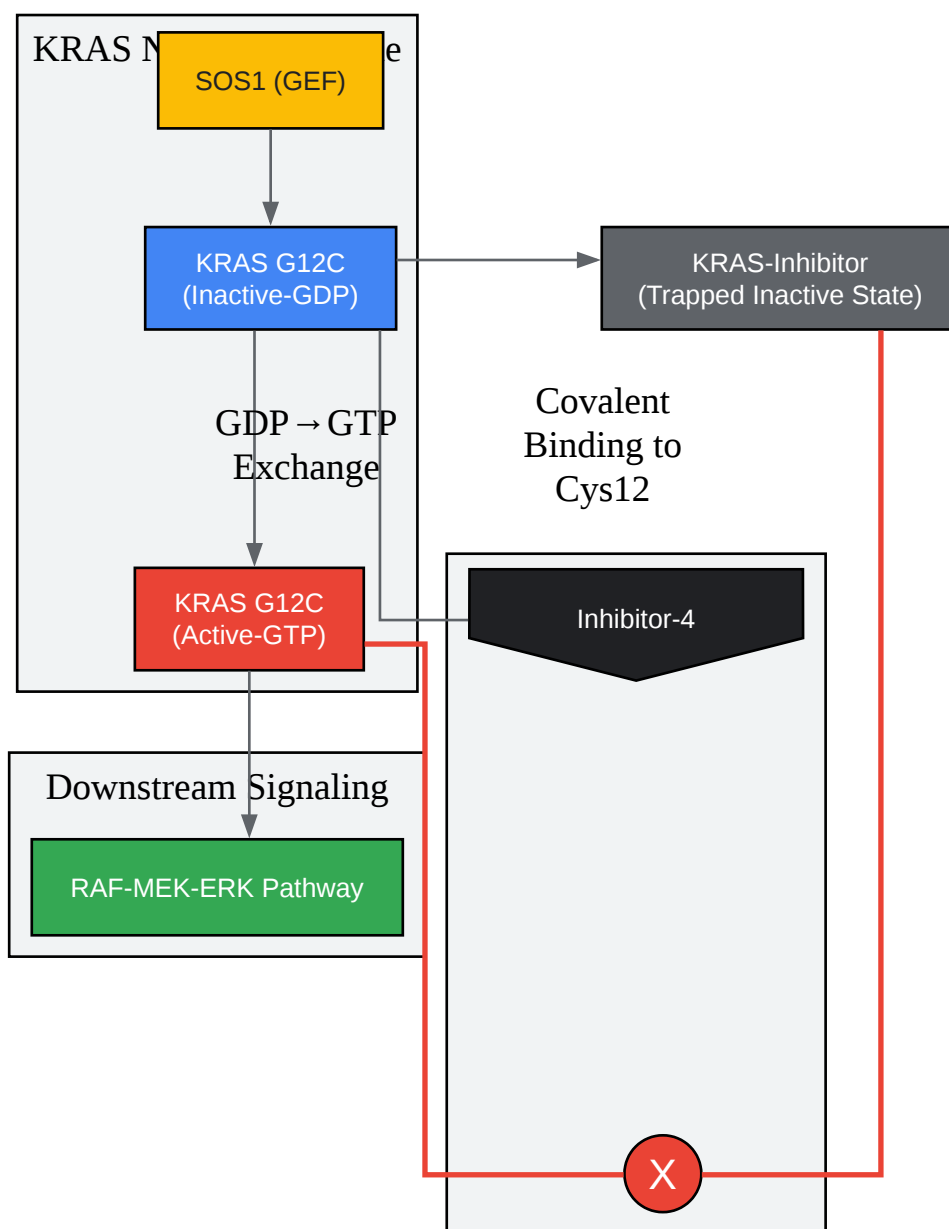 KRAS
e
SOS1 (GEF)
KRAS G12C
(Inactive-GDP)
KRAS-Inhibitor
(Trapped Inactive State)
GDP→GTP
Exchange
Covalent
Binding to
Cys12
KRAS G12C
(Active-GTP)
Inhibitor-4
Downstream Signaling
RAF-MEK-ERK Pathway
X